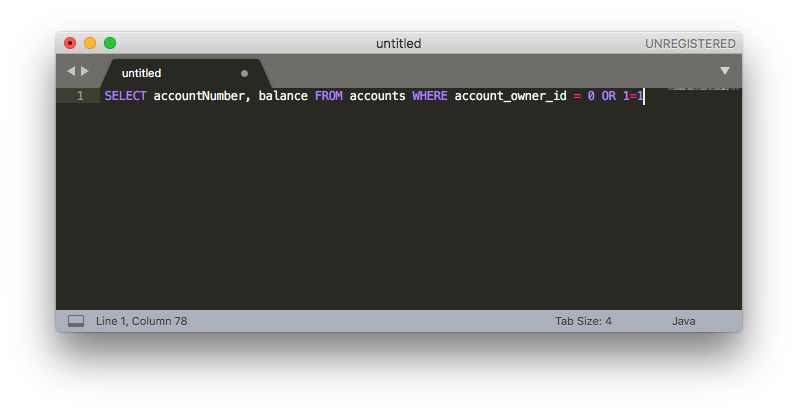 untitled
UNREGISTERED
untitled
1 SELECT accountNumber, balance FROM accounts WHERE account_owner_id = 0 OR 1=1
Line 1, Column 78
Tab Size: 4
Java